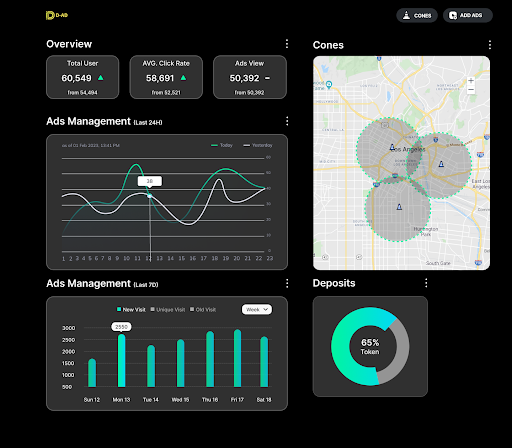 D-AD
CONES
ADD ADS
Overview
Total User
60,549
from 54,494
AVG. Click Rate
58,691
from 52,521
Ads View
50,392 –
from 50,392
Cones
Los Angeles
East Los
Angeles
Huntington
Park
South Gate
Ads Management (Last 24H)
as of 02 Feb 2023, 13:41 PM
Today
Yesterday
60
50
40
30
20
10
0
38
1 2 3 4 5 6 7 8 9 10 11 12 13 14 15 16 17 18 19 20 21 22 23
Ads Management (Last 7D)
New Visit
Unique Visit
Old Visit
Week
3000
2500
2000
1500
1000
500
2550
Sun 12
Mon 13
Tue 14
Wed 15
Thu 16
Fri 17
Sat 18
Deposits
65%
Token